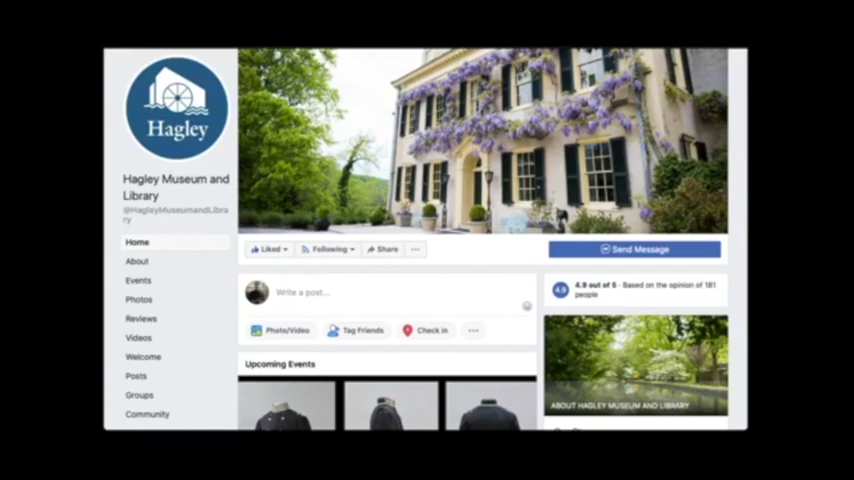 Hagley
Hagley Museum and
Library
@HagleyMuseumandLibra
ry
Home
About
Events
Photos
Reviews
Videos
Welcome
Posts
Groups
Community
Liked
Following
Share
Send Message
Write a post...
Photo/Video
Tag Friends
Check in
Upcoming Events
4.9
4.9 out of 5 · Based on the opinion of 181
people
ABOUT HAGLEY MUSEUM AND LIBRARY